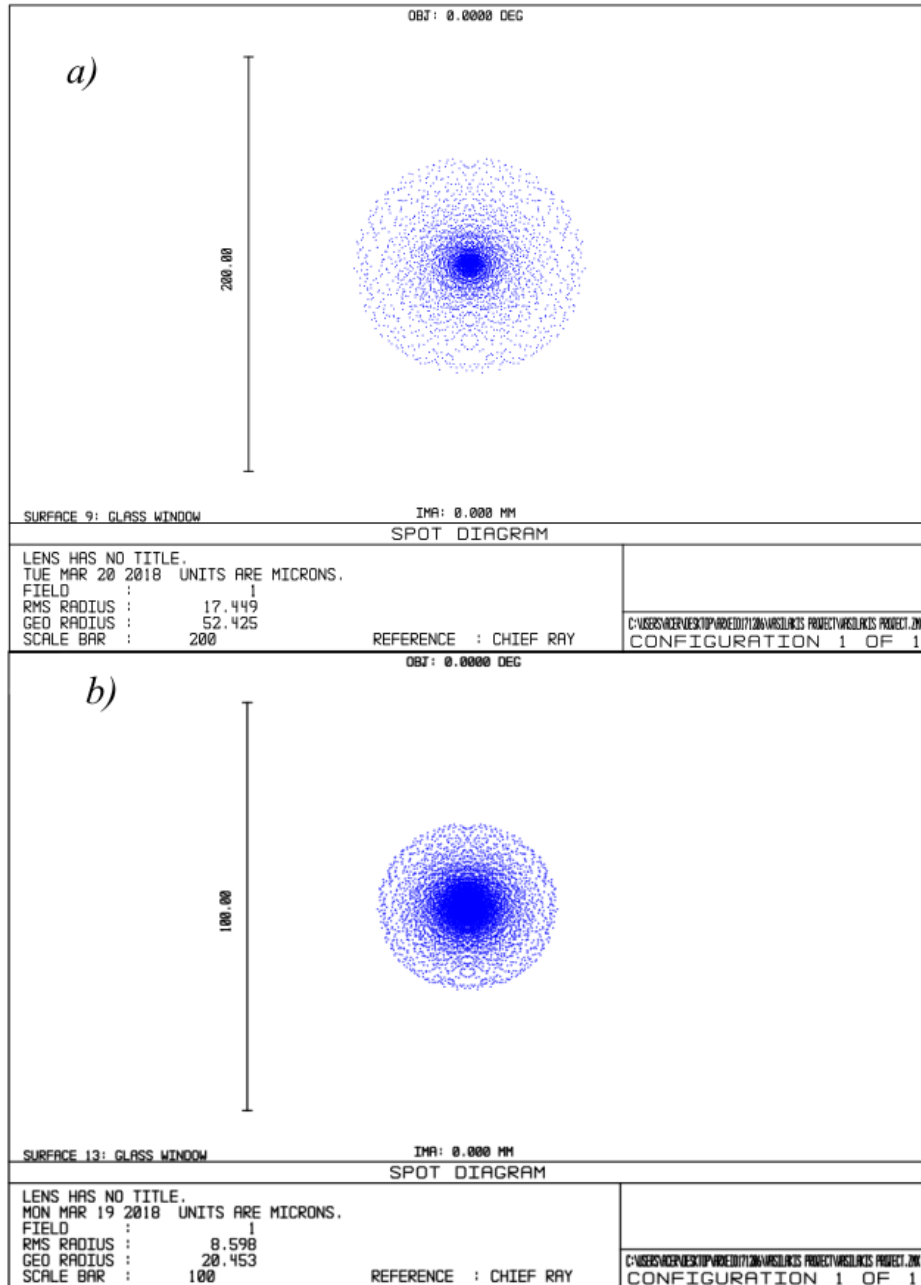 OBJ: 0.0000 DEG
a)
200.00
SURFACE 9: GLASS WINDOW
IMA: 0.000 MM
SPOT DIAGRAM
LENS HAS NO TITLE.
TUE MAR 20 2018 UNITS ARE MICRONS.
FIELD : 1
RMS RADIUS : 17.449
GEO RADIUS : 52.425
SCALE BAR : 200 REFERENCE : CHIEF RAY
CONFIGURATION 1 OF 1
OBJ: 0.0000 DEG
b)
100.00
SURFACE 13: GLASS WINDOW
IMA: 0.000 MM
SPOT DIAGRAM
LENS HAS NO TITLE.
MON MAR 19 2018 UNITS ARE MICRONS.
FIELD : 1
RMS RADIUS : 8.598
GEO RADIUS : 20.453
SCALE BAR : 100 REFERENCE : CHIEF RAY
CONFIGURATION 1 OF 1